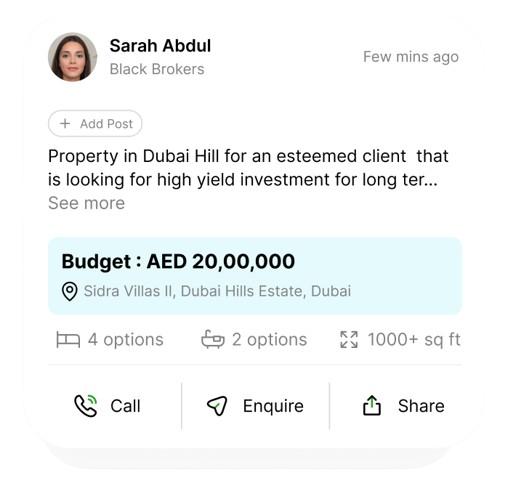 Sarah Abdul
Black Brokers
Few mins ago
+ Add Post
Property in Dubai Hill for an esteemed client  that
is looking for high yield investment for long ter...
See more
Budget : AED 20,00,000
Sidra Villas II, Dubai Hills Estate, Dubai
4 options
2 options
1000+ sq ft
Call
Enquire
Share